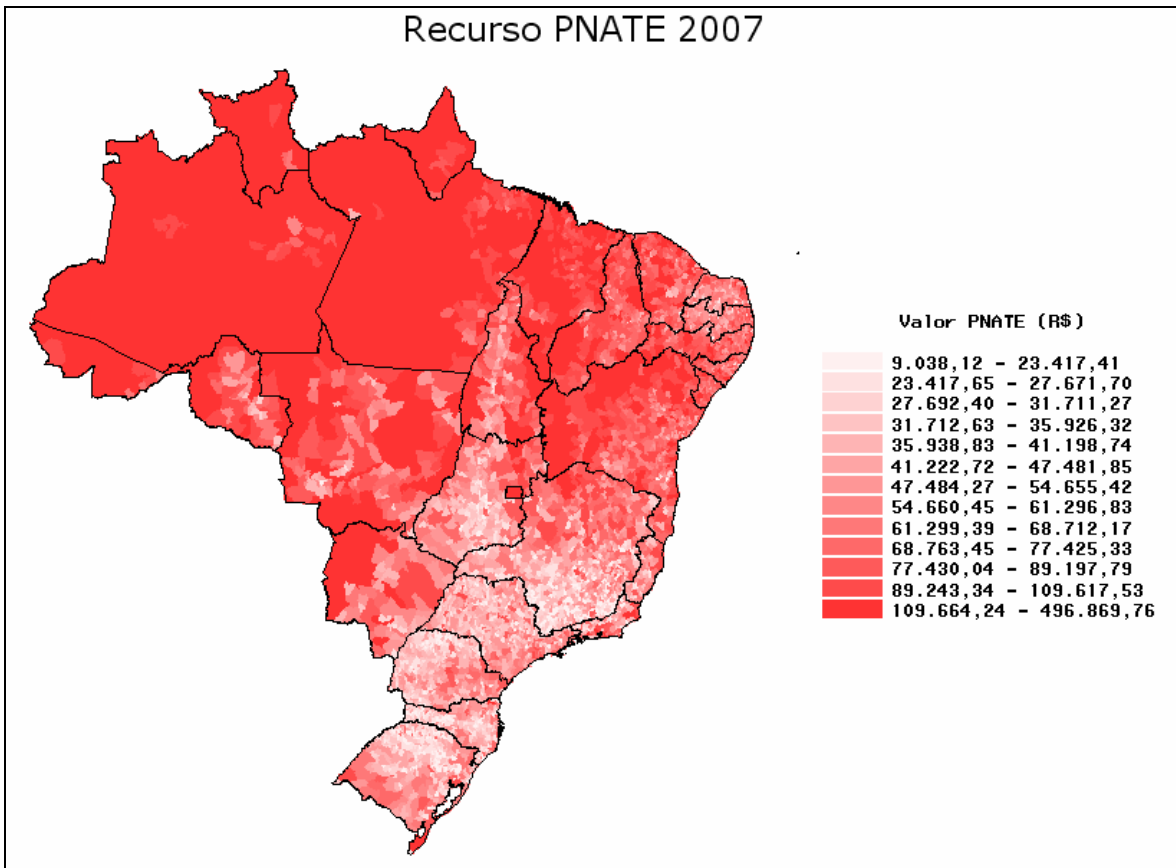 Recurso PNATE 2007
Valor PNATE (R$)
9.038,12 - 23.417,41
23.417,65 - 27.671,70
27.692,40 - 31.711,27
31.712,63 - 35.926,32
35.938,83 - 41.198,74
41.222,72 - 47.481,85
47.484,27 - 54.655,42
54.660,45 - 61.296,83
61.299,39 - 68.712,17
68.763,45 - 77.425,33
77.430,04 - 89.197,79
89.243,34 - 109.617,53
109.664,24 - 496.869,76